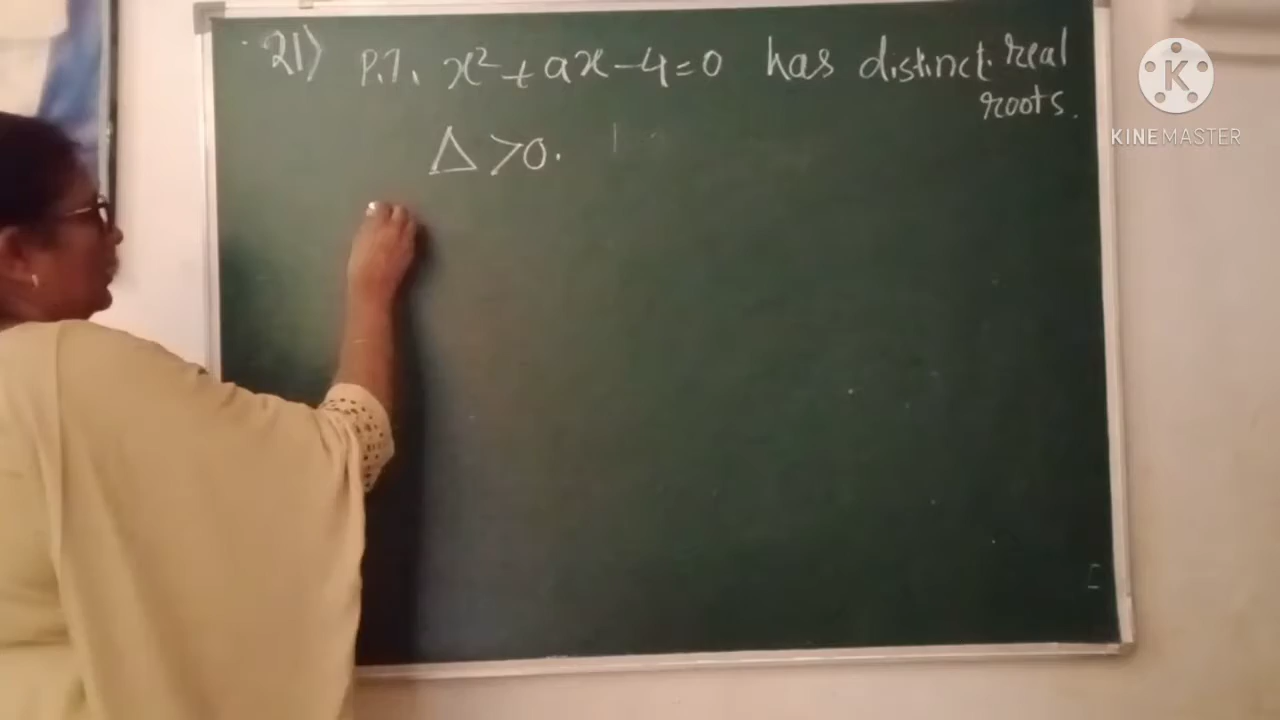 21) P.T. x²+ax-4=0 has distinct real
roots.
Δ>0.
K
KINEMASTER